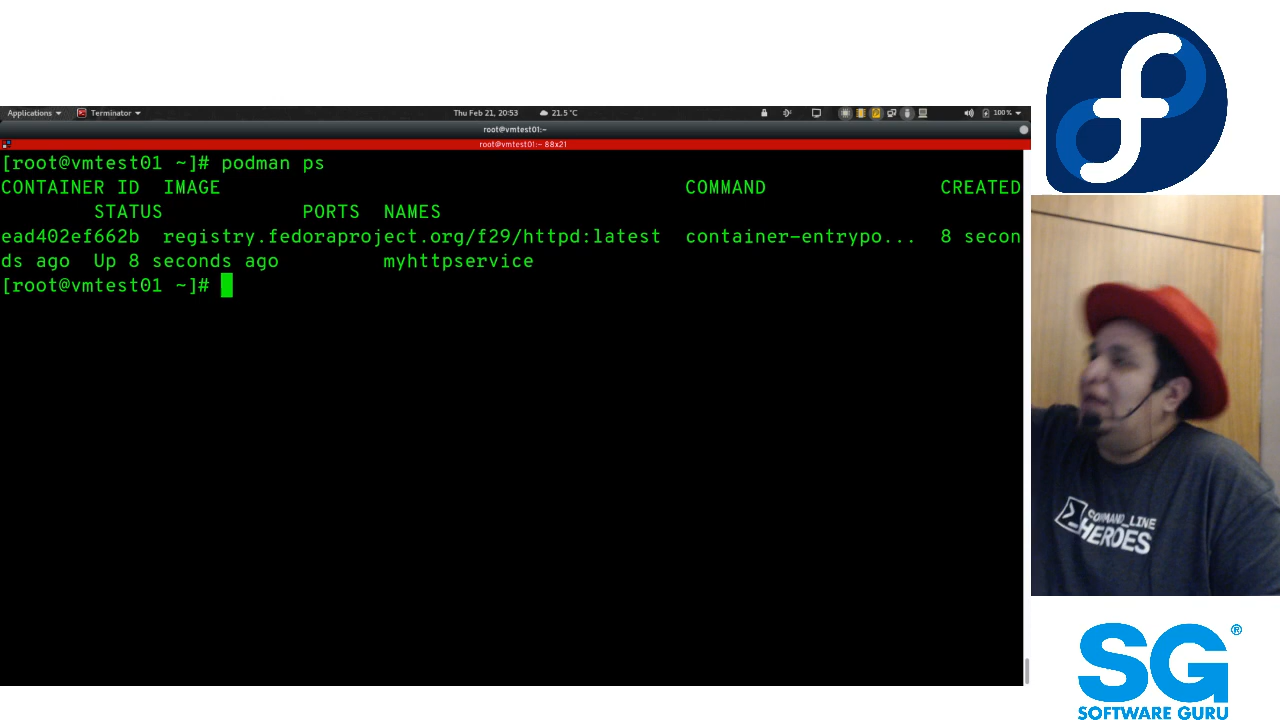 Applications
Terminator
Thu Feb 21, 20:53
21.5 °C
100 %
root@vmtest01:~
root@vmtest01:~ 88x21
[root@vmtest01 ~]# podman ps
CONTAINER ID  IMAGE                                        COMMAND               CREATED
        STATUS            PORTS  NAMES
ead402ef662b  registry.fedoraproject.org/f29/httpd:latest  container-entrypo...  8 secon
ds ago  Up 8 seconds ago         myhttpservice
[root@vmtest01 ~]#
COMMAND_LINE
HEROES
SG®
SOFTWARE GURU